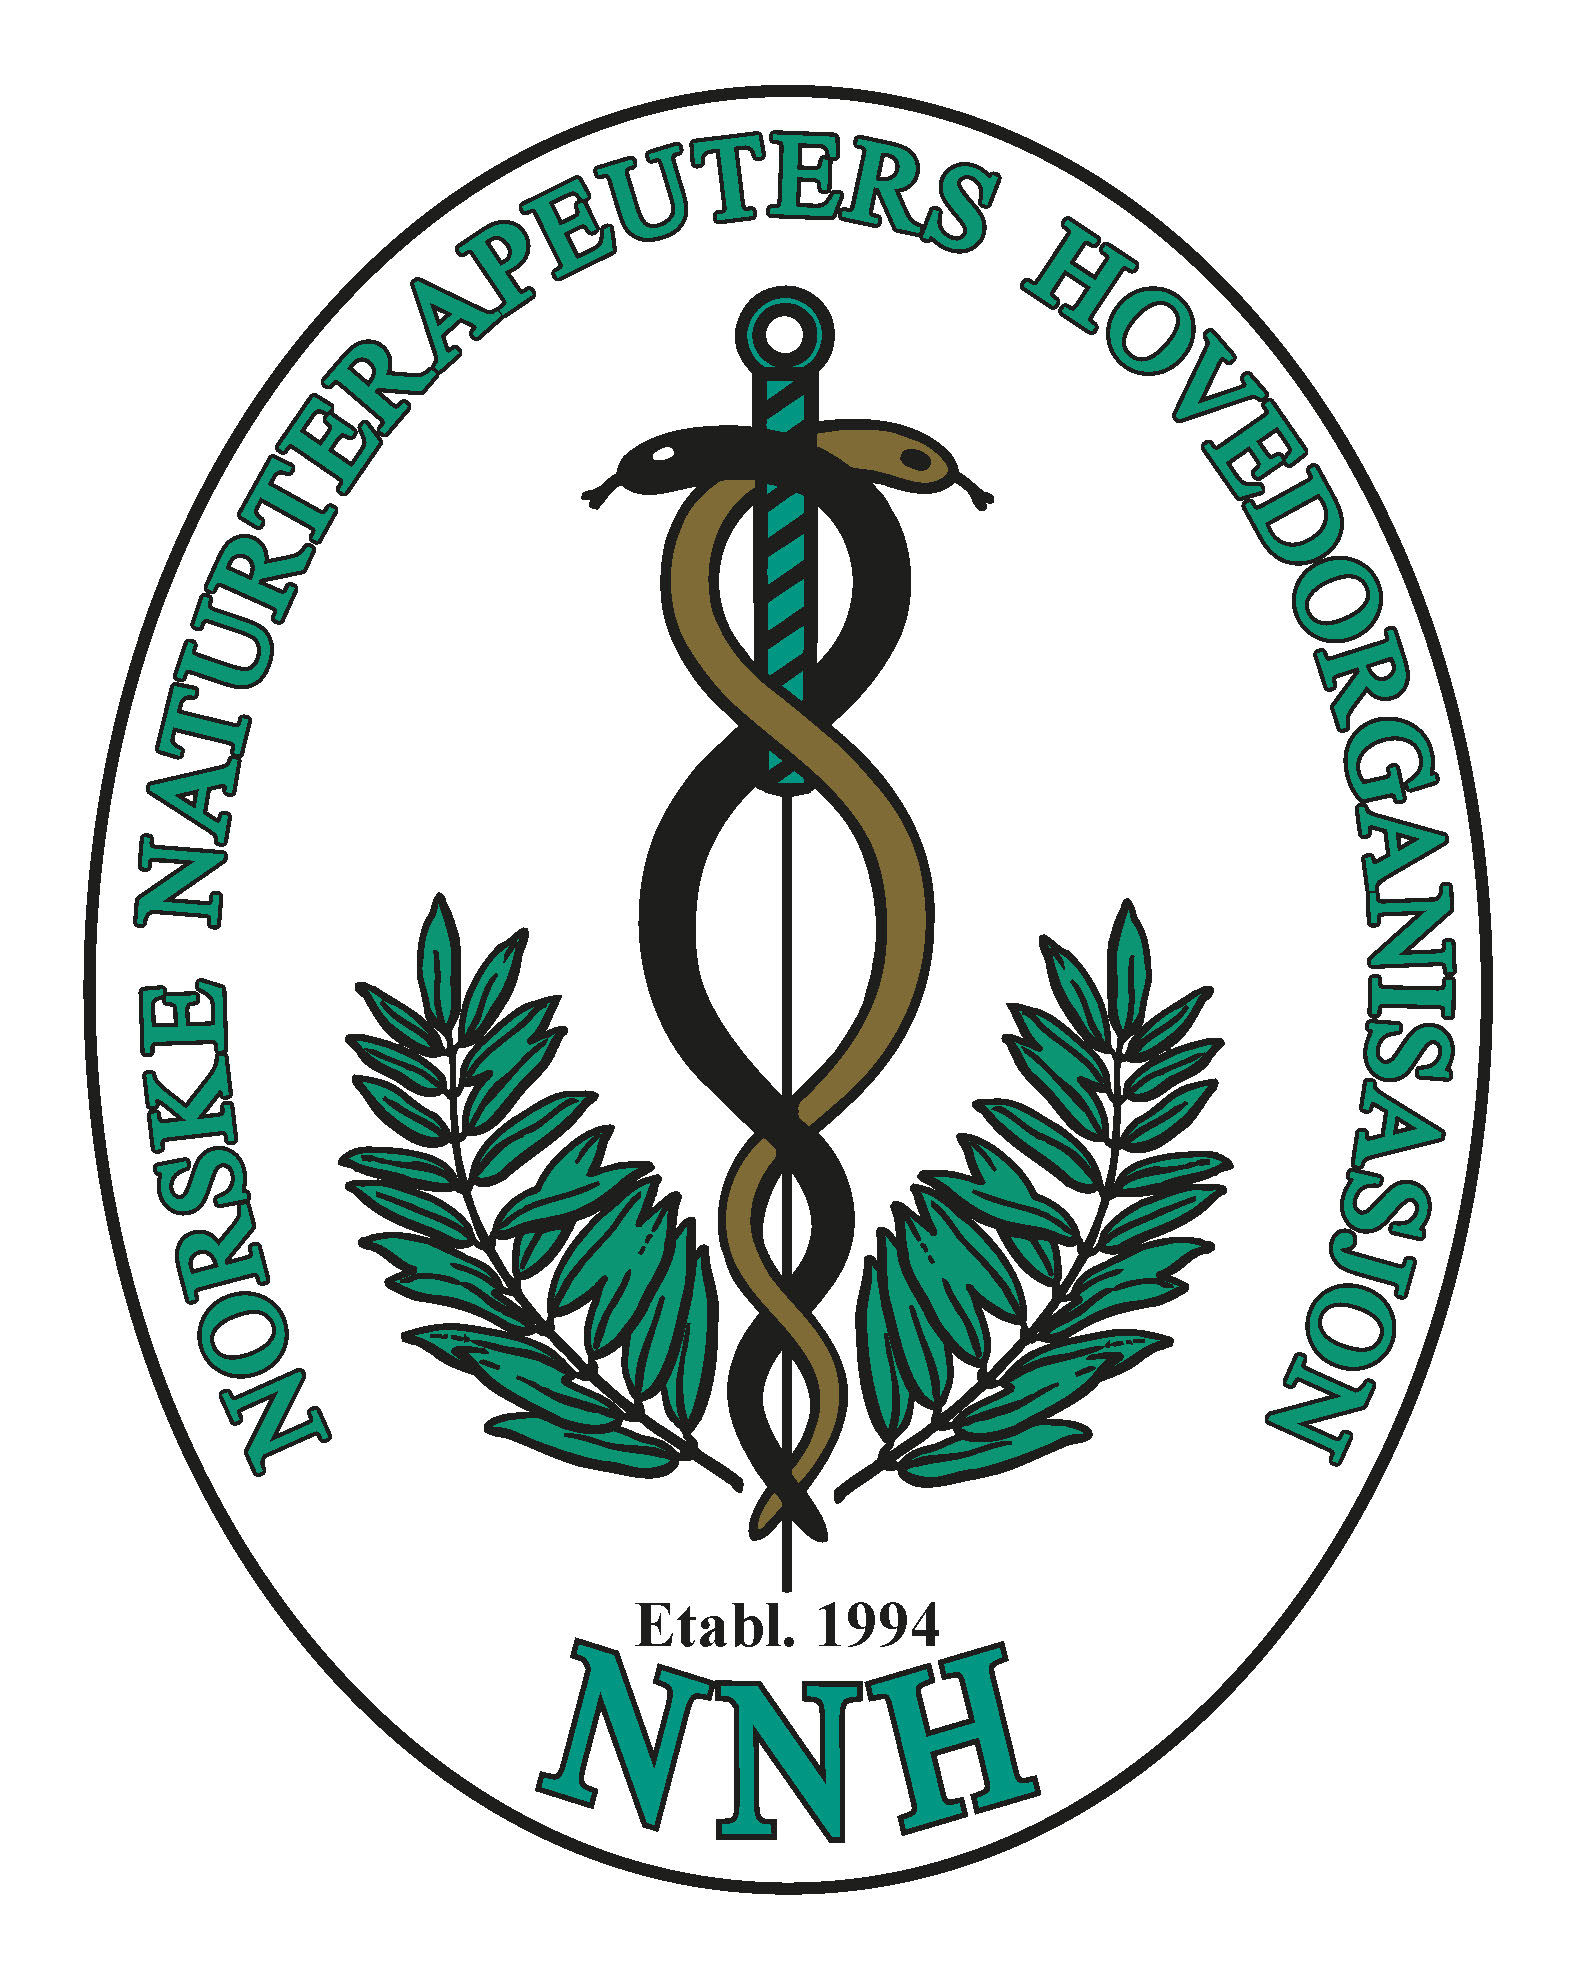 NORSKE NATURTERAPEUTERS HOVEDORGANISASJON
Etabl. 1994
NNH